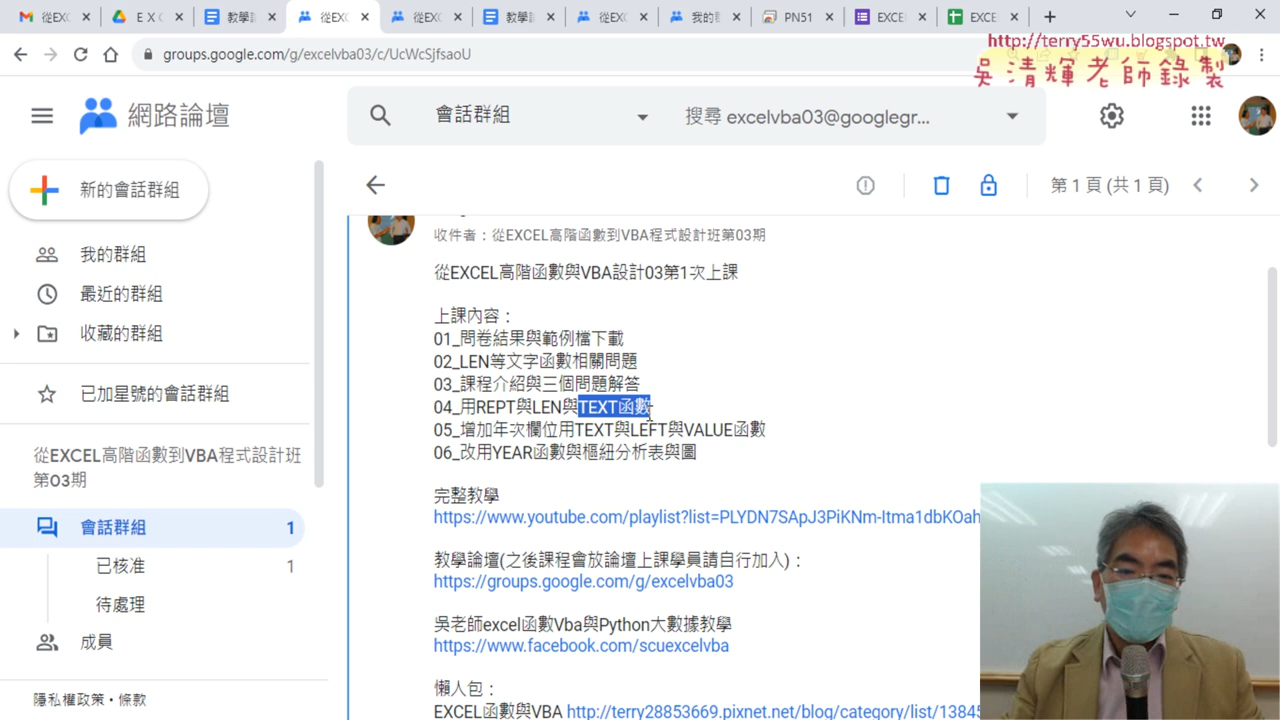 從EXC
E X C
教學
從EXC
從EXC
教學
從EXC
我的群
PN51
EXCEL
EXCE
groups.google.com/g/excelvba03/c/UcWcSjfsaoU
http://terry55wu.blogspot.tw
吳清輝老師錄製
網路論壇
會話群組
搜尋 excelvba03@googlegr...
新的會話群組
第 1 頁 (共 1 頁)
我的群組
最近的群組
收藏的群組
已加星號的會話群組
從EXCEL高階函數到VBA程式設計班
第03期
會話群組 1
已核准 1
待處理
成員
隱私權政策・條款
收件者：從EXCEL高階函數到VBA程式設計班第03期
從EXCEL高階函數與VBA設計03第1次上課
上課內容：
01_問卷結果與範例檔下載
02_LEN等文字函數相關問題
03_課程介紹與三個問題解答
04_用REPT與LEN與TEXT函數
05_增加年次欄位用TEXT與LEFT與VALUE函數
06_改用YEAR函數與樞紐分析表與圖
完整教學
https://www.youtube.com/playlist?list=PLYDN7SApJ3PiKNm-Itma1dbKOah
教學論壇(之後課程會放論壇上課學員請自行加入)：
https://groups.google.com/g/excelvba03
吳老師excel函數Vba與Python大數據教學
https://www.facebook.com/scuexcelvba
懶人包：
EXCEL函數與VBA http://terry28853669.pixnet.net/blog/category/list/13845